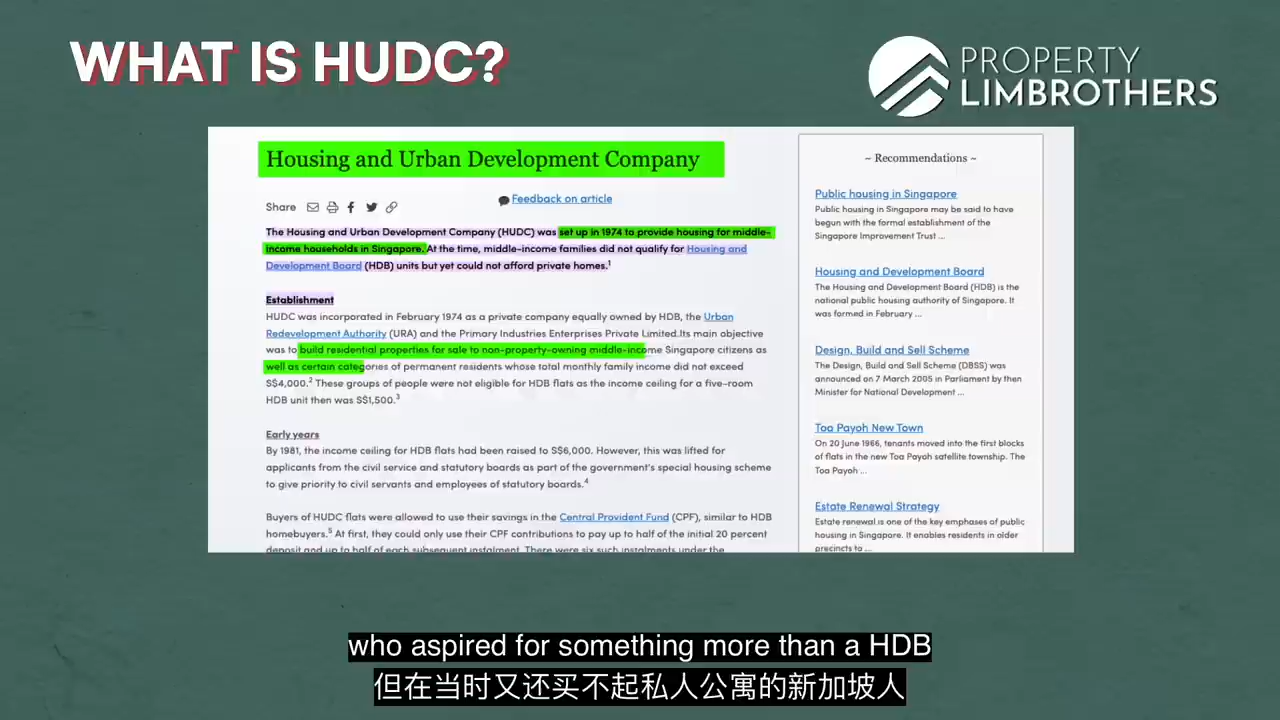 WHAT IS HUDC?
PROPERTY
LIMBROTHERS
Housing and Urban Development Company
Share
Feedback on article
The Housing and Urban Development Company (HUDC) was set up in 1974 to provide housing for middle-
income households in Singapore. At the time, middle-income families did not qualify for Housing and
Development Board (HDB) units but yet could not afford private homes.1
Establishment
HUDC was incorporated in February 1974 as a private company equally owned by HDB, the Urban
Redevelopment Authority (URA) and the Primary Industries Enterprises Private Limited.Its main objective
was to build residential properties for sale to non-property-owning middle-income Singapore citizens as
well as certain categories of permanent residents whose total monthly family income did not exceed
S$4,000.2 These groups of people were not eligible for HDB flats as the income ceiling for a five-room
HDB unit then was S$1,500.3
Early years
By 1981, the income ceiling for HDB flats had been raised to S$6,000. However, this was lifted for
applicants from the civil service and statutory boards as part of the government's special housing scheme
to give priority to civil servants and employees of statutory boards.4
Buyers of HUDC flats were allowed to use their savings in the Central Provident Fund (CPF), similar to HDB
homebuyers.5 At first, they could only use their CPF contributions to pay up to half of the initial 20 percent
deposit and up to half of each subsequent instalment. There were six such instalments under the
~ Recommendations ~
Public housing in Singapore
Public housing in Singapore may be said to have
begun with the formal establishment of the
Singapore Improvement Trust ...
Housing and Development Board
The Housing and Development Board (HDB) is the
national public housing authority of Singapore. It
was formed in February ...
Design, Build and Sell Scheme
The Design, Build and Sell Scheme (DBSS) was
announced on 7 March 2005 in Parliament by then
Minister for National Development ...
Toa Payoh New Town
On 20 June 1966, tenants moved into the first blocks
of flats in the new Toa Payoh satellite township. The
Toa Payoh ...
Estate Renewal Strategy
Estate renewal is one of the key emphases of public
housing in Singapore. It enables residents in older
precincts to ...
who aspired for something more than a HDB
但在当时又还买不起私人公寓的新加坡人